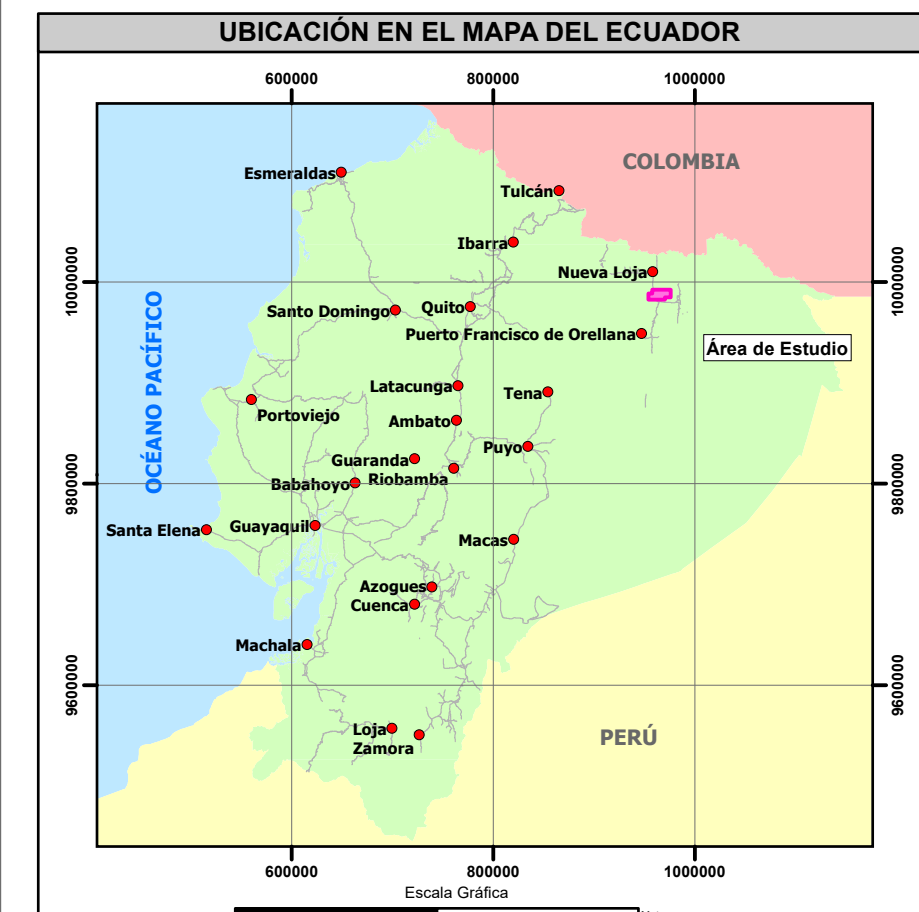 UBICACIÓN EN EL MAPA DEL ECUADOR
600000 800000 1000000
COLOMBIA
Esmeraldas
Tulcán
Ibarra
Nueva Loja
10000000 10000000
Santo Domingo
Quito
Puerto Francisco de Orellana
Área de Estudio
OCÉANO PACÍFICO
Latacunga
Tena
Portoviejo
Ambato
Puyo
Guaranda
Riobamba
Babahoyo
9800000 9800000
Santa Elena
Guayaquil
Macas
Azogues
Cuenca
Machala
9600000 9600000
Loja
Zamora
PERÚ
600000 800000 1000000
Escala Gráfica